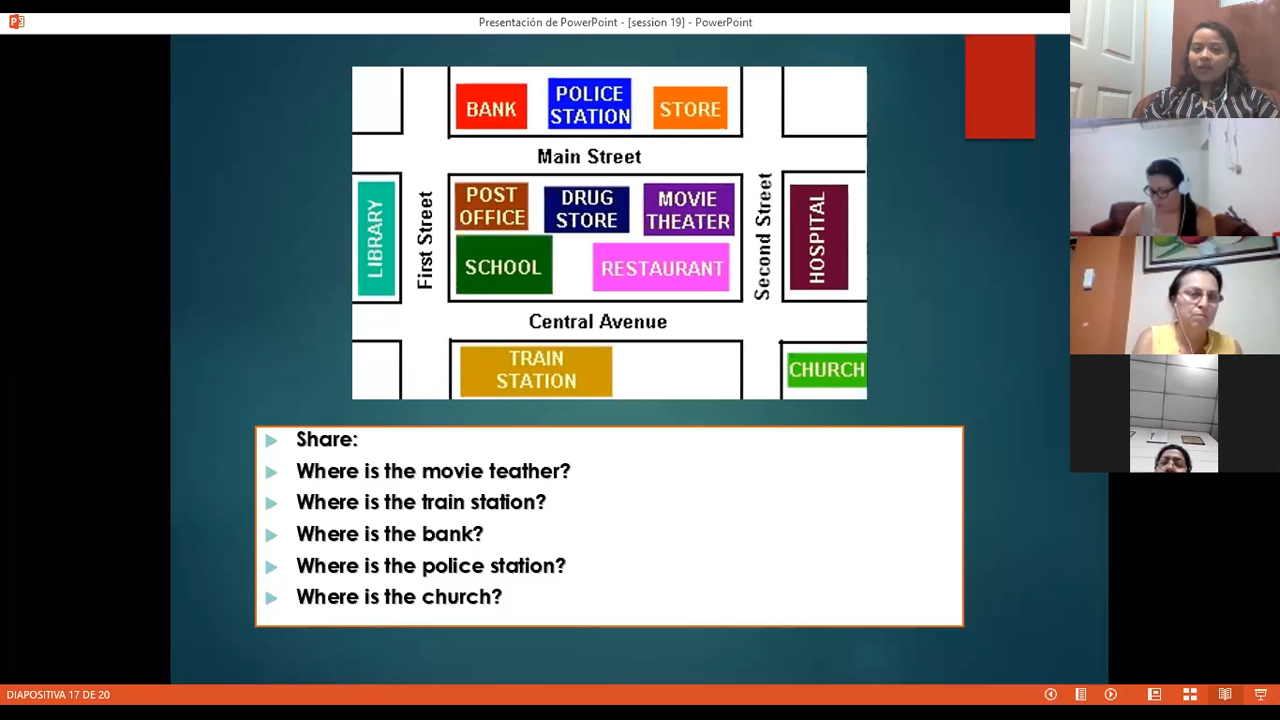 Presentación de PowerPoint - [session 19] - PowerPoint
BANK
POLICE
STATION
STORE
Main Street
LIBRARY
First Street
POST
OFFICE
DRUG
STORE
MOVIE
THEATER
SCHOOL
RESTAURANT
Second Street
HOSPITAL
Central Avenue
TRAIN
STATION
CHURCH
Share:
Where is the movie teather?
Where is the train station?
Where is the bank?
Where is the police station?
Where is the church?
DIAPOSITIVA 17 DE 20